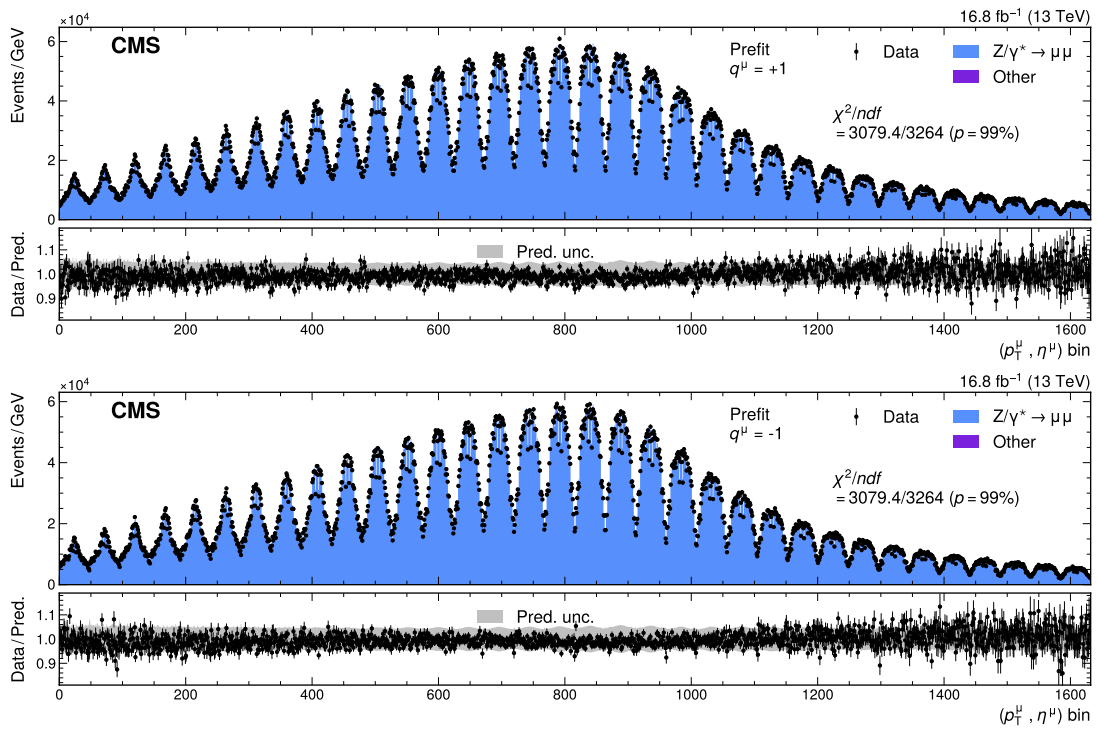 ×10⁴
16.8 fb⁻¹ (13 TeV)
CMS
Prefit
q^μ = +1
Data
Z/γ* → μμ
Other
χ²/ndf
= 3079.4/3264 (p = 99%)
Events / GeV
6
4
2
0
Pred. unc.
Data / Pred.
1.1
1.0
0.9
0 200 400 600 800 1000 1200 1400 1600
(p_T^μ , η^μ) bin
×10⁴
16.8 fb⁻¹ (13 TeV)
CMS
Prefit
q^μ = -1
Data
Z/γ* → μμ
Other
χ²/ndf
= 3079.4/3264 (p = 99%)
Events / GeV
6
4
2
0
Pred. unc.
Data / Pred.
1.1
1.0
0.9
0 200 400 600 800 1000 1200 1400 1600
(p_T^μ , η^μ) bin